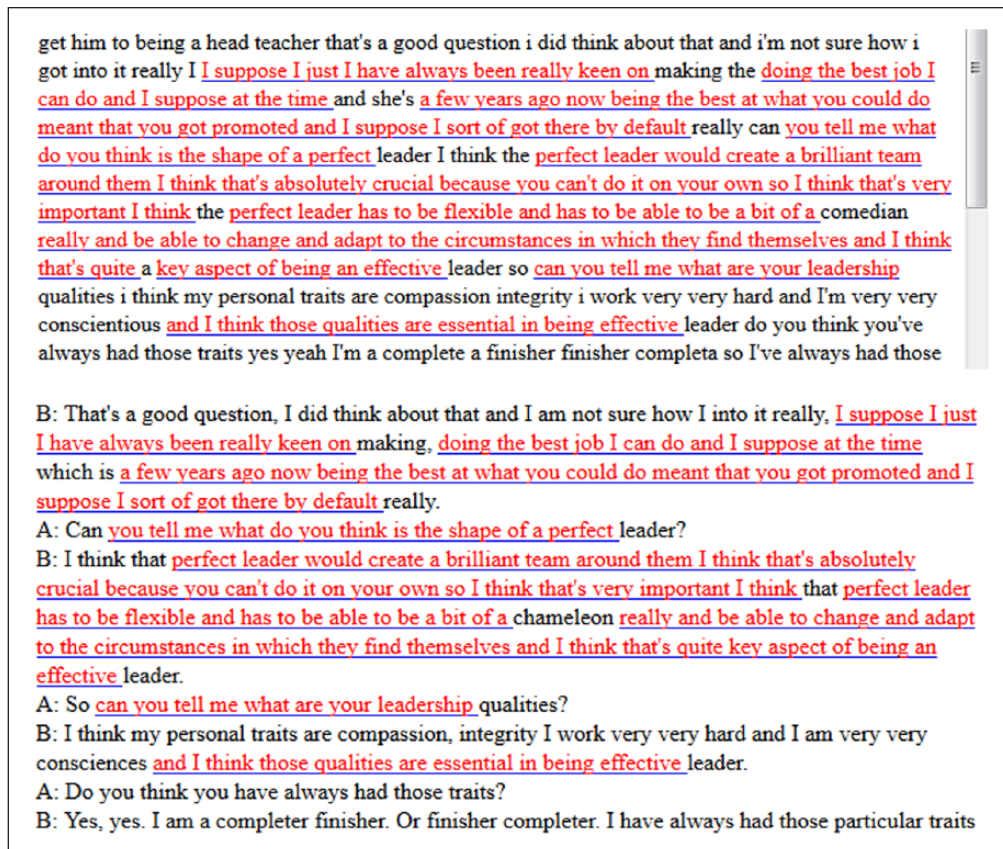 get him to being a head teacher that's a good question i did think about that and i'm not sure how i
got into it really I I suppose I just I have always been really keen on making the doing the best job I
can do and I suppose at the time and she's a few years ago now being the best at what you could do
meant that you got promoted and I suppose I sort of got there by default really can you tell me what
do you think is the shape of a perfect leader I think the perfect leader would create a brilliant team
around them I think that's absolutely crucial because you can't do it on your own so I think that's very
important I think the perfect leader has to be flexible and has to be able to be a bit of a comedian
really and be able to change and adapt to the circumstances in which they find themselves and I think
that's quite a key aspect of being an effective leader so can you tell me what are your leadership
qualities i think my personal traits are compassion integrity i work very very hard and I'm very very
conscientious and I think those qualities are essential in being effective leader do you think you've
always had those traits yes yeah I'm a complete a finisher finisher completa so I've always had those
B: That's a good question, I did think about that and I am not sure how I into it really, I suppose I just
I have always been really keen on making, doing the best job I can do and I suppose at the time
which is a few years ago now being the best at what you could do meant that you got promoted and I
suppose I sort of got there by default really.
A: Can you tell me what do you think is the shape of a perfect leader?
B: I think that perfect leader would create a brilliant team around them I think that's absolutely
crucial because you can't do it on your own so I think that's very important I think that perfect leader
has to be flexible and has to be able to be a bit of a chameleon really and be able to change and adapt
to the circumstances in which they find themselves and I think that's quite key aspect of being an
effective leader.
A: So can you tell me what are your leadership qualities?
B: I think my personal traits are compassion, integrity I work very very hard and I am very very
consciences and I think those qualities are essential in being effective leader.
A: Do you think you have always had those traits?
B: Yes, yes. I am a completer finisher. Or finisher completer. I have always had those particular traits